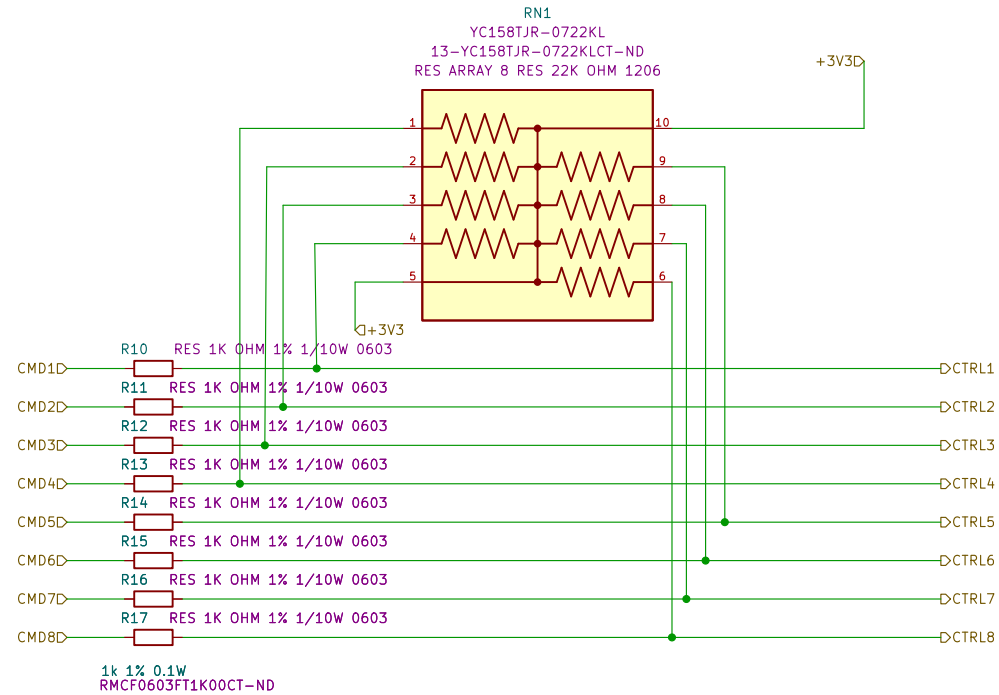 RN1
YC158TJR-0722KL
13-YC158TJR-0722KLCT-ND
RES ARRAY 8 RES 22K OHM 1206
+3V3
1 10
2 9
3 8
4 7
5 6
+3V3
R10 RES 1K OHM 1% 1/10W 0603
CMD1 CTRL1
R11 RES 1K OHM 1% 1/10W 0603
CMD2 CTRL2
R12 RES 1K OHM 1% 1/10W 0603
CMD3 CTRL3
R13 RES 1K OHM 1% 1/10W 0603
CMD4 CTRL4
R14 RES 1K OHM 1% 1/10W 0603
CMD5 CTRL5
R15 RES 1K OHM 1% 1/10W 0603
CMD6 CTRL6
R16 RES 1K OHM 1% 1/10W 0603
CMD7 CTRL7
R17 RES 1K OHM 1% 1/10W 0603
CMD8 CTRL8
1k 1% 0.1W
RMCF0603FT1K00CT-ND